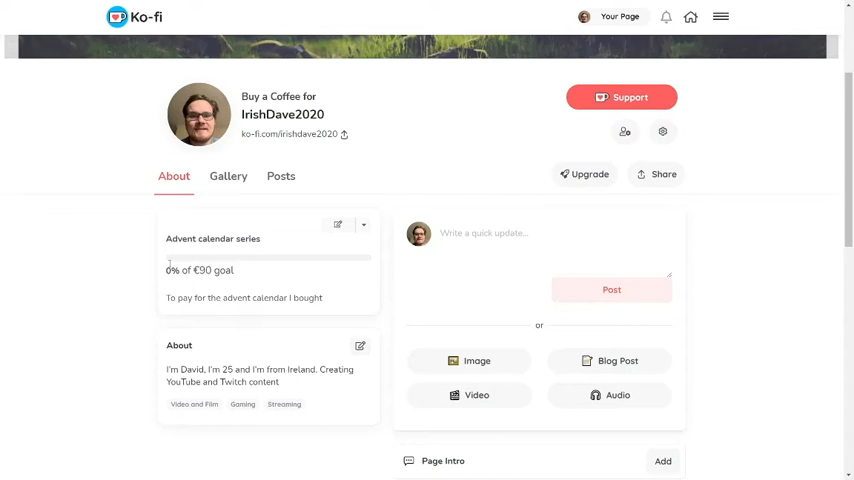 Ko-fi
Your Page
Buy a Coffee for
IrishDave2020
ko-fi.com/irishdave2020
Support
About
Gallery
Posts
Upgrade
Share
Advent calendar series
0% of €90 goal
To pay for the advent calendar I bought
About
I'm David, I'm 25 and I'm from Ireland. Creating
YouTube and Twitch content
Video and Film
Gaming
Streaming
Write a quick update...
Post
or
Image
Blog Post
Video
Audio
Page Intro
Add